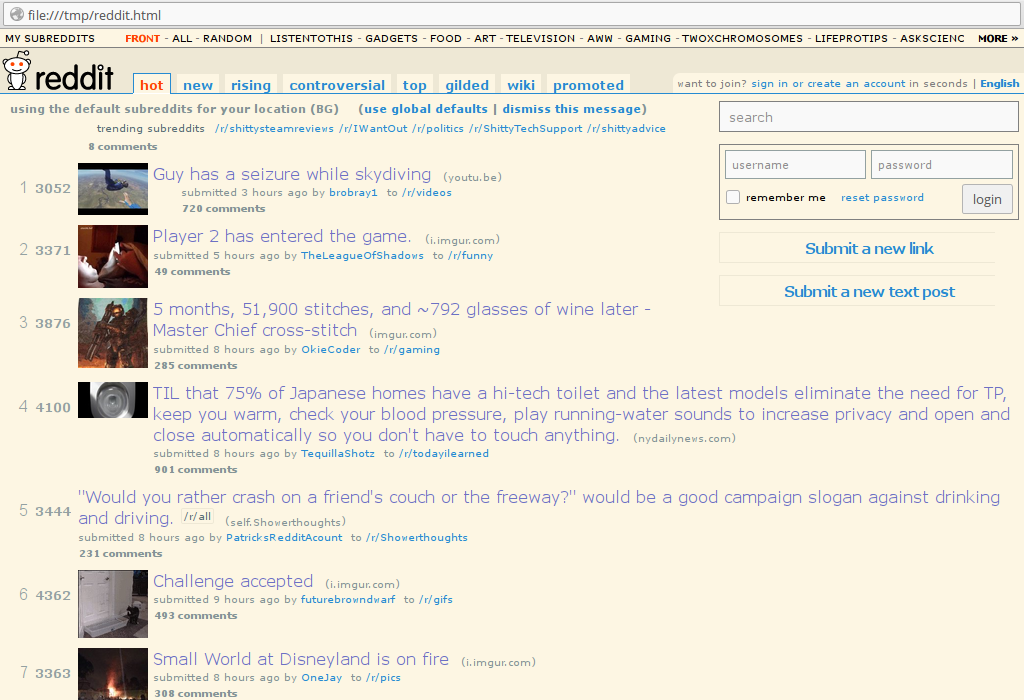 file:///tmp/reddit.html
MY SUBREDDITS FRONT - ALL - RANDOM | LISTENTOTHIS - GADGETS - FOOD - ART - TELEVISION - AWW - GAMING - TWOXCHROMOSOMES - LIFEPROTIPS - ASKSCIENC MORE »
reddit hot new rising controversial top gilded wiki promoted want to join? sign in or create an account in seconds | English
using the default subreddits for your location (BG) (use global defaults | dismiss this message)
trending subreddits /r/shittysteamreviews /r/IWantOut /r/politics /r/ShittyTechSupport /r/shittyadvice
8 comments
search
username password
remember me reset password login
Submit a new link
Submit a new text post
1 3052 Guy has a seizure while skydiving (youtu.be)
submitted 3 hours ago by brobray1 to /r/videos
720 comments
2 3371 Player 2 has entered the game. (i.imgur.com)
submitted 5 hours ago by TheLeagueOfShadows to /r/funny
49 comments
3 3876 5 months, 51,900 stitches, and ~792 glasses of wine later -
Master Chief cross-stitch (imgur.com)
submitted 8 hours ago by OkieCoder to /r/gaming
285 comments
4 4100 TIL that 75% of Japanese homes have a hi-tech toilet and the latest models eliminate the need for TP,
keep you warm, check your blood pressure, play running-water sounds to increase privacy and open and
close automatically so you don't have to touch anything. (nydailynews.com)
submitted 8 hours ago by TequillaShotz to /r/todayilearned
901 comments
5 3444 "Would you rather crash on a friend's couch or the freeway?" would be a good campaign slogan against drinking
and driving. /r/all (self.Showerthoughts)
submitted 8 hours ago by PatricksRedditAcount to /r/Showerthoughts
231 comments
6 4362 Challenge accepted (i.imgur.com)
submitted 9 hours ago by futurebrowndwarf to /r/gifs
493 comments
7 3363 Small World at Disneyland is on fire (i.imgur.com)
submitted 8 hours ago by OneJay to /r/pics
308 comments